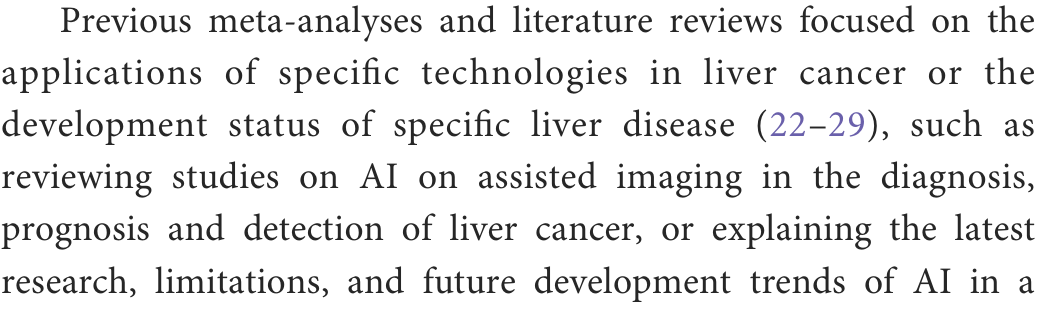 Previous meta-analyses and literature reviews focused on the
applications of specific technologies in liver cancer or the
development status of specific liver disease (22–29), such as
reviewing studies on AI on assisted imaging in the diagnosis,
prognosis and detection of liver cancer, or explaining the latest
research, limitations, and future development trends of AI in a